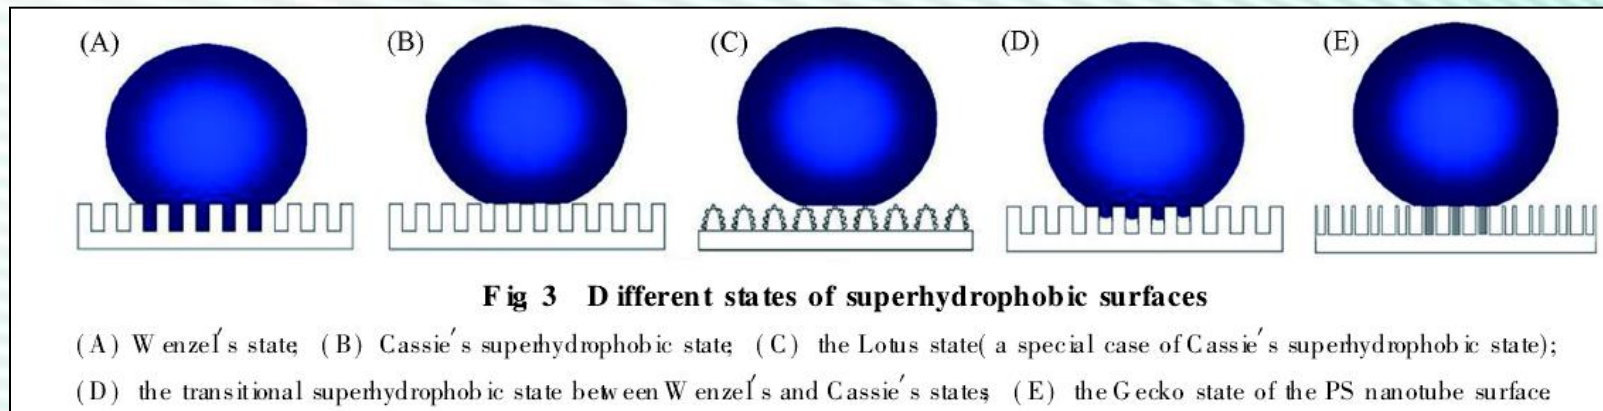 (A) (B) (C) (D) (E)
Fig 3 Different states of superhydrophobic surfaces
(A) Wenzel's state; (B) Cassie's superhydrophobic state; (C) the Lotus state( a special case of Cassie's superhydrophobic state);
(D) the transitional superhydrophobic state between Wenzel's and Cassie's states; (E) the Gecko state of the PS nanotube surface.